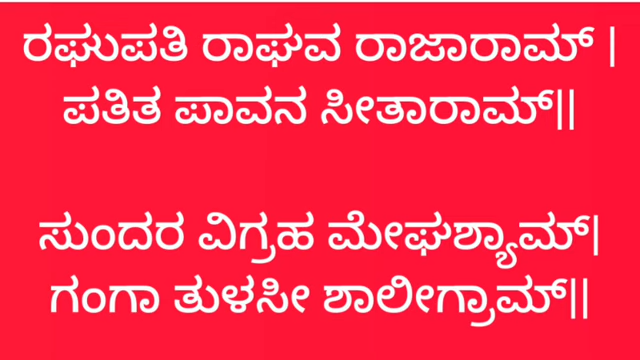 ರಘುಪತಿ ರಾಘವ ರಾಜಾರಾಮ್ |
ಪತಿತ ಪಾವನ ಸೀತಾರಾಮ್||
ಸುಂದರ ವಿಗ್ರಹ ಮೇಘಶ್ಯಾಮ್|
ಗಂಗಾ ತುಳಸೀ ಶಾಲೀಗ್ರಾಮ್||